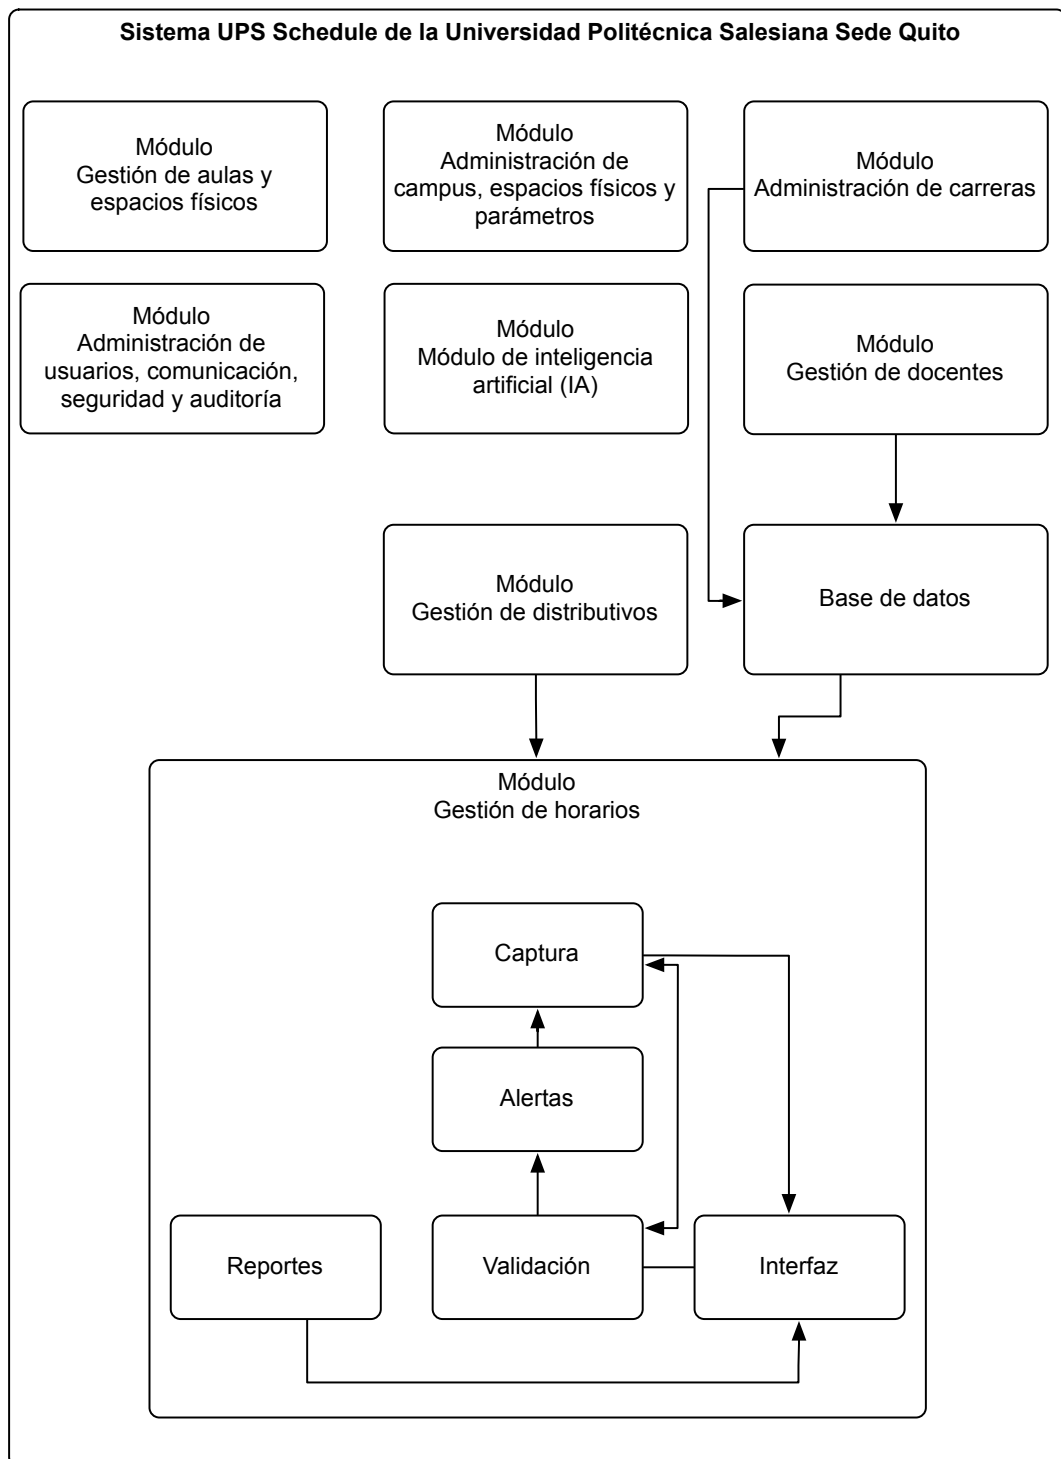 Sistema UPS Schedule de la Universidad Politécnica Salesiana Sede Quito
Módulo
Gestión de aulas y
espacios físicos
Módulo
Administración de
campus, espacios físicos y
parámetros
Módulo
Administración de carreras
Módulo
Administración de
usuarios, comunicación,
seguridad y auditoría
Módulo
Módulo de inteligencia
artificial (IA)
Módulo
Gestión de docentes
Módulo
Gestión de distributivos
Base de datos
Módulo
Gestión de horarios
Captura
Alertas
Reportes
Validación
Interfaz